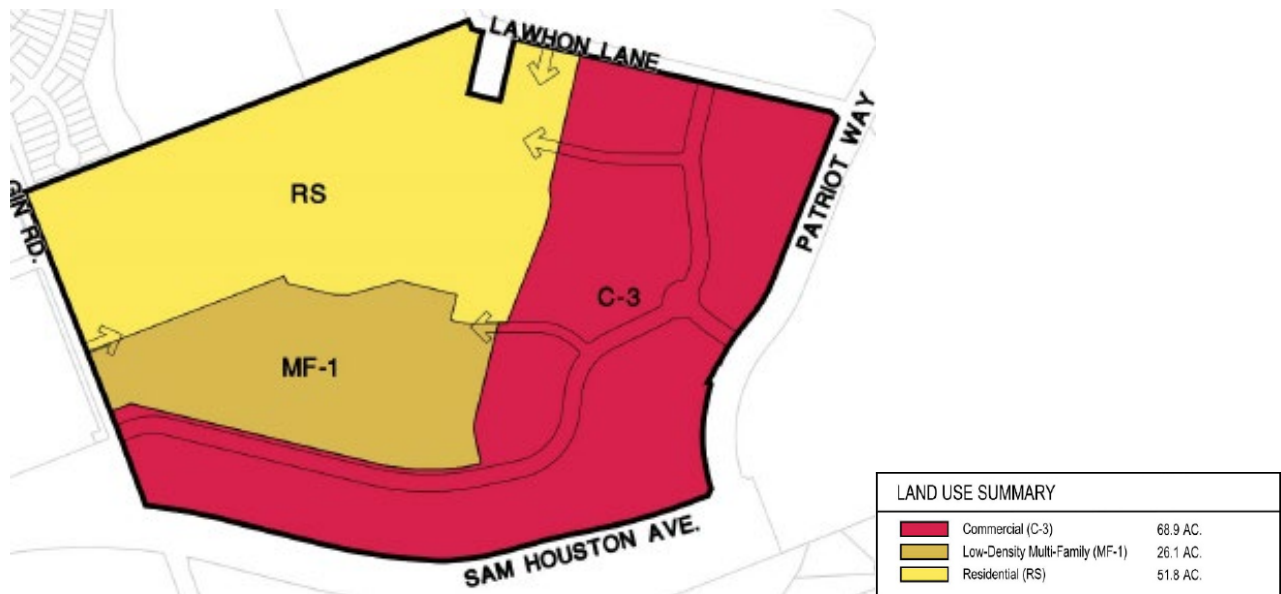 LAWHON LANE
PATRIOT WAY
GIN RD.
RS
C-3
MF-1
SAM HOUSTON AVE.
LAND USE SUMMARY
Commercial (C-3) 68.9 AC.
Low-Density Multi-Family (MF-1) 26.1 AC.
Residential (RS) 51.8 AC.